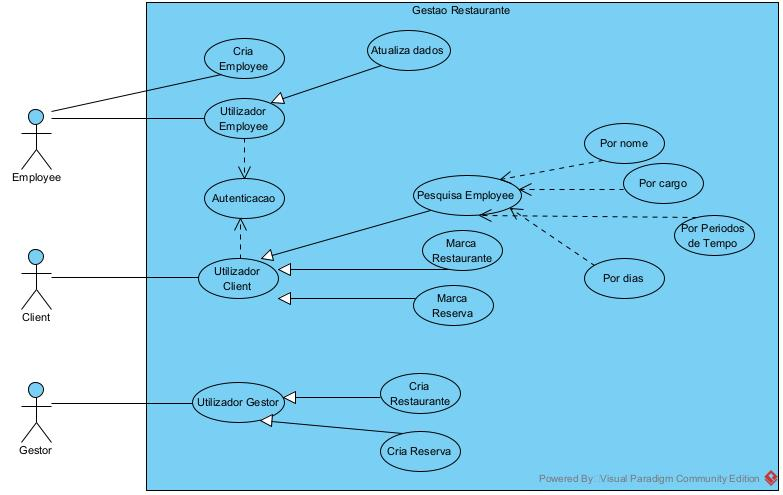 Gestao Restaurante
Cria
Employee
Atualiza dados
Utilizador
Employee
Employee
Autenticacao
Pesquisa Employee
Por nome
Por cargo
Por Periodos
de Tempo
Por dias
Utilizador
Client
Client
Marca
Restaurante
Marca
Reserva
Utilizador Gestor
Gestor
Cria
Restaurante
Cria Reserva
Powered By: Visual Paradigm Community Edition